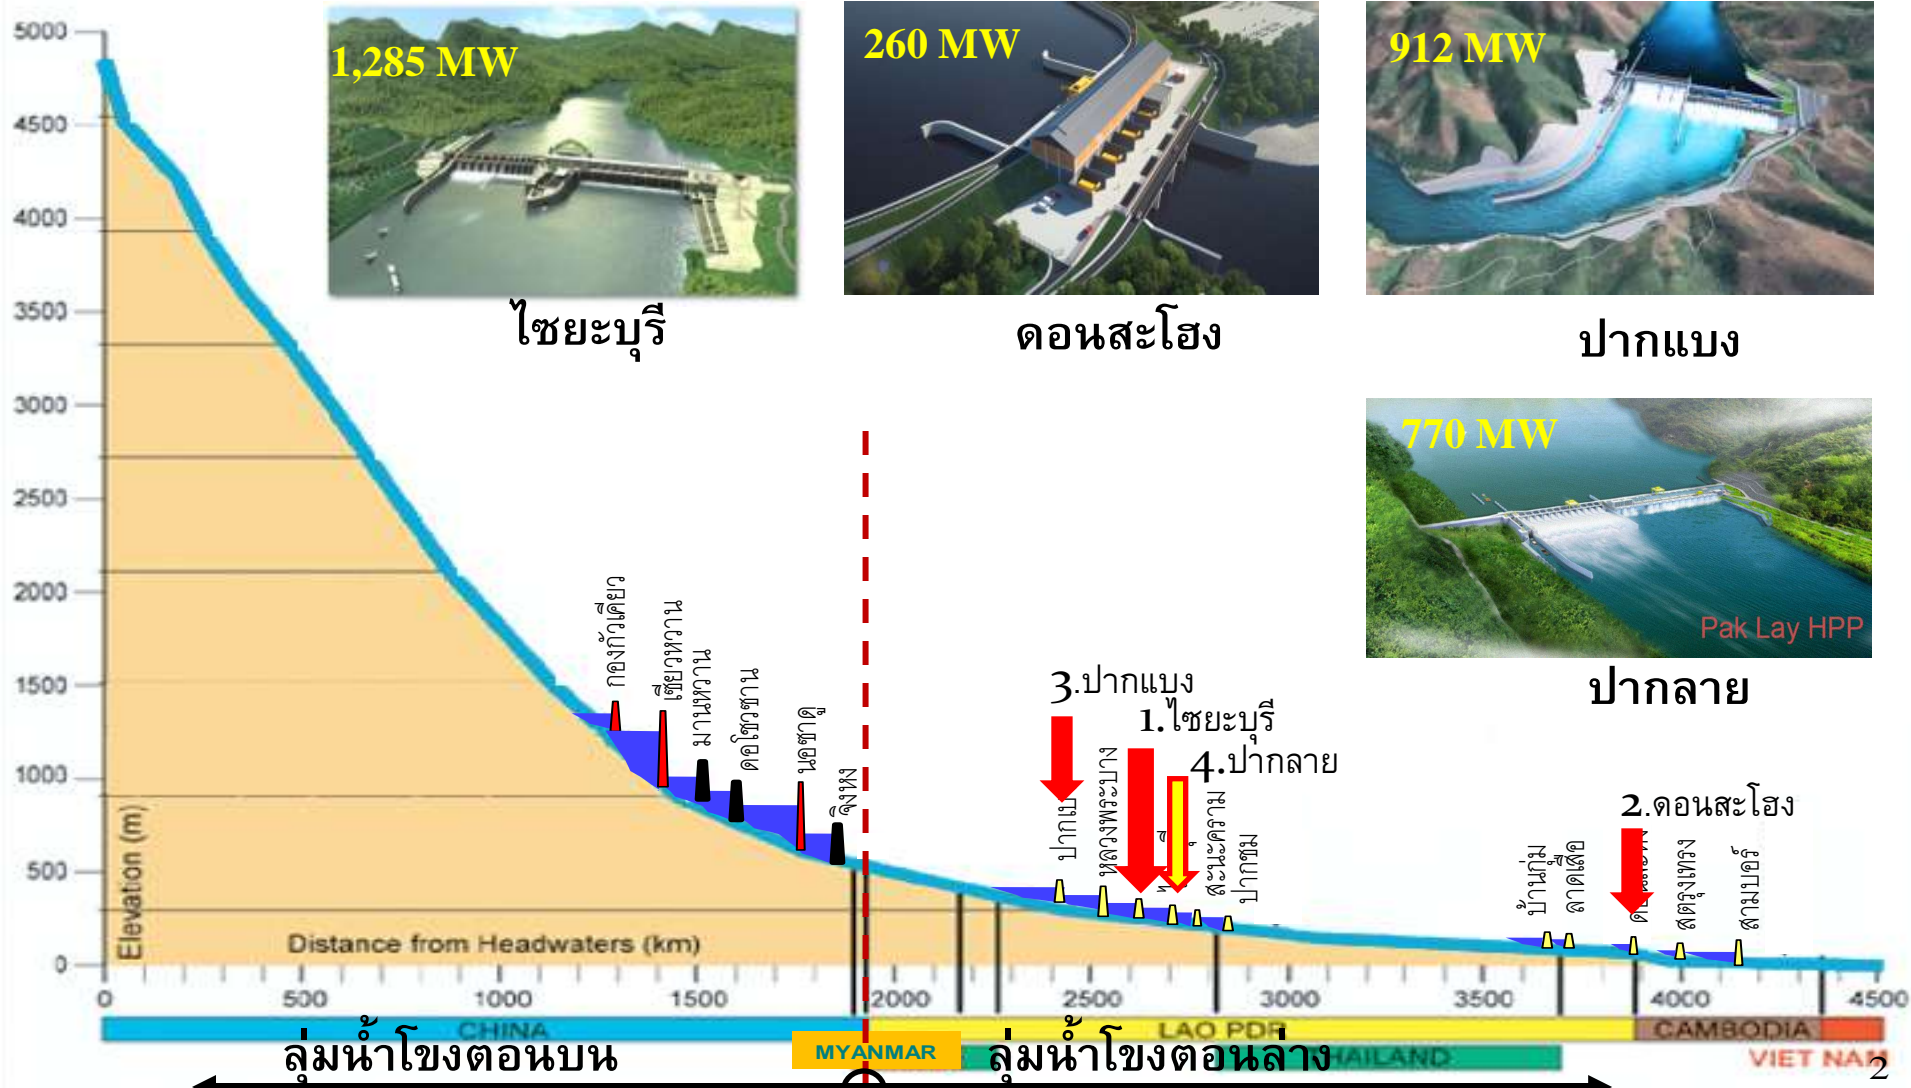 1,285 MW
260 MW
912 MW
ไซยะบุรี
ดอนสะโฮง
ปากแบง
770 MW
Pak Lay HPP
ปากลาย
5000
4500
4000
3500
3000
2500
2000
1500
1000
500
0
Elevation (m)
Distance from Headwaters (km)
กองกัวเคียว
เชียวหวาน
มานหวาน
ดอโชวซาน
นอซาดู
จิงหง
3.ปากแบง
1.ไซยะบุรี
4.ปากลาย
2.ดอนสะโฮง
หลวงพระบาง
สะนะคราม
ปากชม
บ้านกุ่ม
ลาดเสือ
สตรุงเทรง
สามบอร์
0 500 1000 1500 2000 2500 3000 3500 4000 4500
CHINA
LAO PDR
CAMBODIA
MYANMAR
THAILAND
VIET NAM
ลุ่มน้ำโขงตอนบน
ลุ่มน้ำโขงตอนล่าง
2